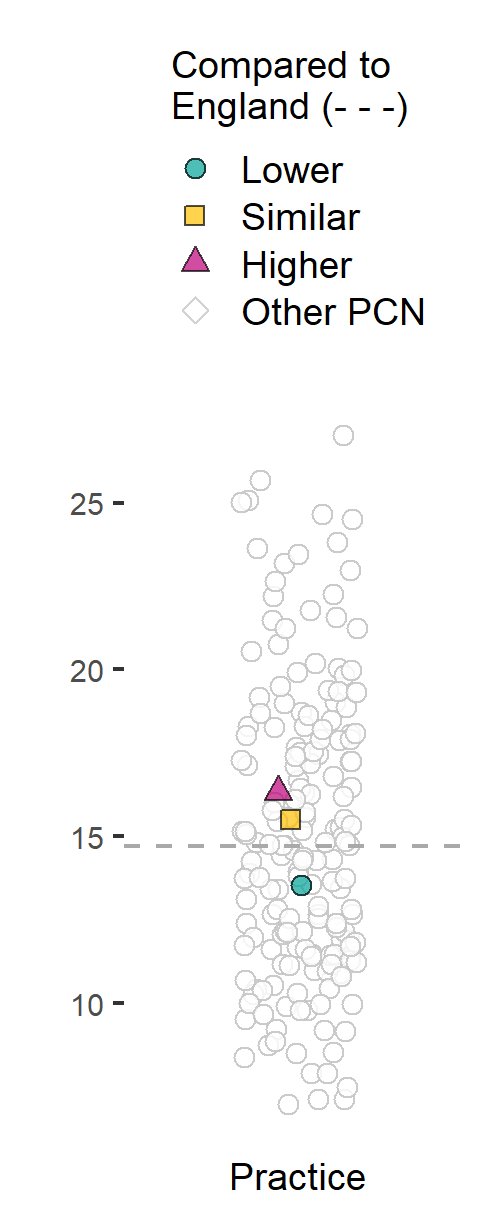 Compared to
England (- - -)
Lower
Similar
Higher
Other PCN
25
20
15
10
Practice